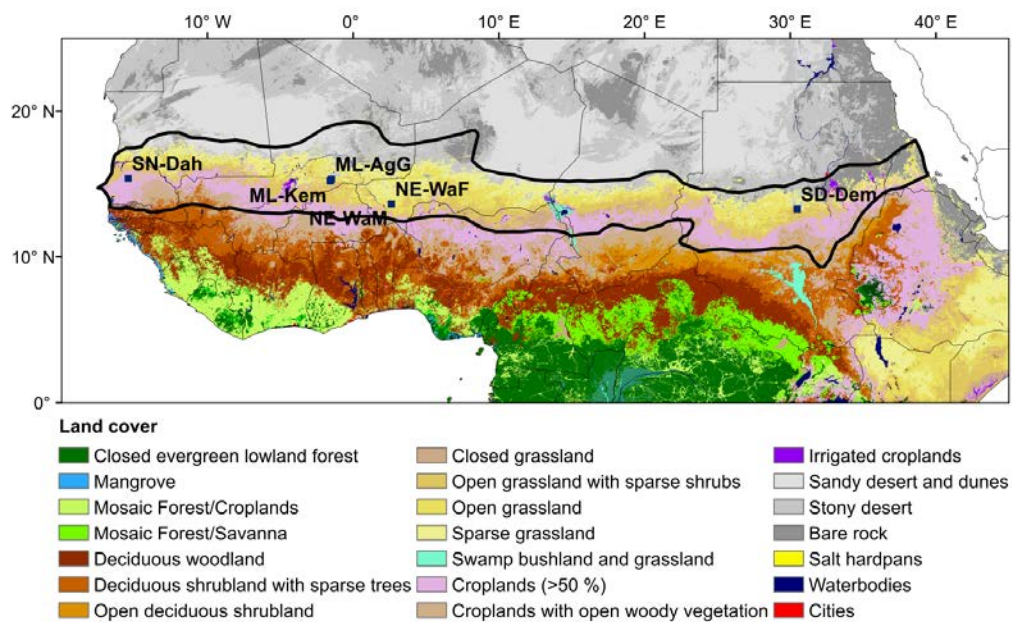 10° W 0° 10° E 20° E 30° E 40° E
20° N
SN-Dah
ML-AgG
ML-Kem
NE-WaF
NE-WaM
SD-Dem
10° N
0°
Land cover
Closed evergreen lowland forest
Mangrove
Mosaic Forest/Croplands
Mosaic Forest/Savanna
Deciduous woodland
Deciduous shrubland with sparse trees
Open deciduous shrubland
Closed grassland
Open grassland with sparse shrubs
Open grassland
Sparse grassland
Swamp bushland and grassland
Croplands (>50 %)
Croplands with open woody vegetation
Irrigated croplands
Sandy desert and dunes
Stony desert
Bare rock
Salt hardpans
Waterbodies
Cities